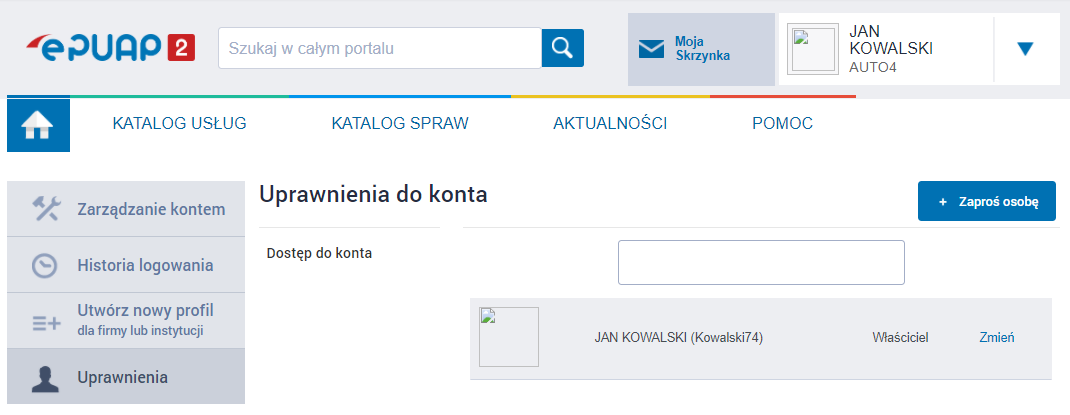 ePUAP 2
Szukaj w całym portalu
Moja
Skrzynka
JAN
KOWALSKI
AUTO4
KATALOG USŁUG
KATALOG SPRAW
AKTUALNOŚCI
POMOC
Zarządzanie kontem
Historia logowania
Utwórz nowy profil
dla firmy lub instytucji
Uprawnienia
Uprawnienia do konta
+ Zaproś osobę
Dostęp do konta
JAN KOWALSKI (Kowalski74)
Właściciel
Zmień